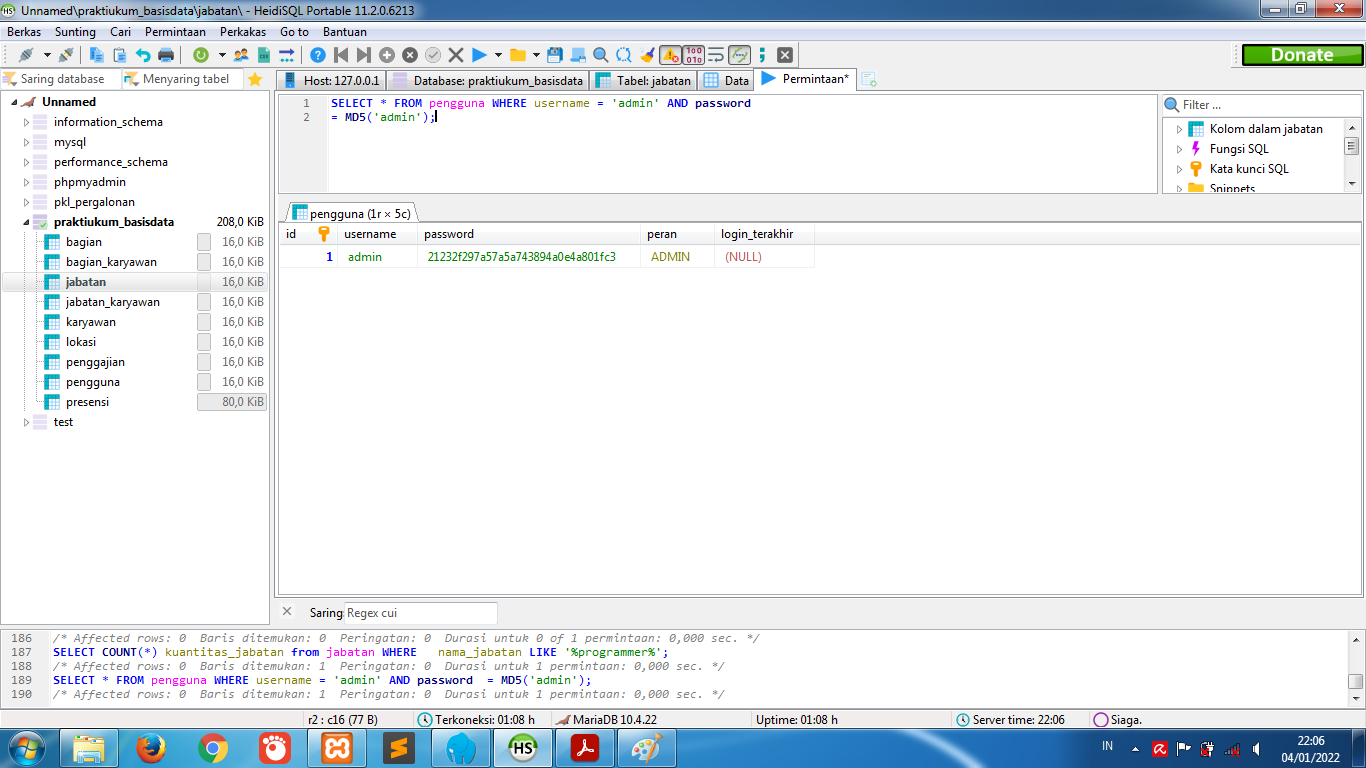 Unnamed\praktiukum_basisdata\jabatan\ - HeidiSQL Portable 11.2.0.6213
Berkas Sunting Cari Permintaan Perkakas Go to Bantuan
Donate
Saring database Menyaring tabel
Host: 127.0.0.1 Database: praktiukum_basisdata Tabel: jabatan Data Permintaan*
Unnamed
information_schema
mysql
performance_schema
phpmyadmin
pkl_pergalonan
praktiukum_basisdata 208,0 KiB
bagian 16,0 KiB
bagian_karyawan 16,0 KiB
jabatan 16,0 KiB
jabatan_karyawan 16,0 KiB
karyawan 16,0 KiB
lokasi 16,0 KiB
penggajian 16,0 KiB
pengguna 16,0 KiB
presensi 80,0 KiB
test
1 SELECT * FROM pengguna WHERE username = 'admin' AND password
2 = MD5('admin');
Filter ...
Kolom dalam jabatan
Fungsi SQL
Kata kunci SQL
Snippets
pengguna (1r × 5c)
id username password peran login_terakhir
1 admin 21232f297a57a5a743894a0e4a801fc3 ADMIN (NULL)
Saring: Regex cui
186 /* Affected rows: 0 Baris ditemukan: 0 Peringatan: 0 Durasi untuk 0 of 1 permintaan: 0,000 sec. */
187 SELECT COUNT(*) kuantitas_jabatan from jabatan WHERE nama_jabatan LIKE '%programmer%';
188 /* Affected rows: 0 Baris ditemukan: 1 Peringatan: 0 Durasi untuk 1 permintaan: 0,000 sec. */
189 SELECT * FROM pengguna WHERE username = 'admin' AND password = MD5('admin');
190 /* Affected rows: 0 Baris ditemukan: 1 Peringatan: 0 Durasi untuk 1 permintaan: 0,000 sec. */
r2 : c16 (77 B) Terkoneksi: 01:08 h MariaDB 10.4.22 Uptime: 01:08 h Server time: 22:06 Siaga.
HS
IN
22:06
04/01/2022